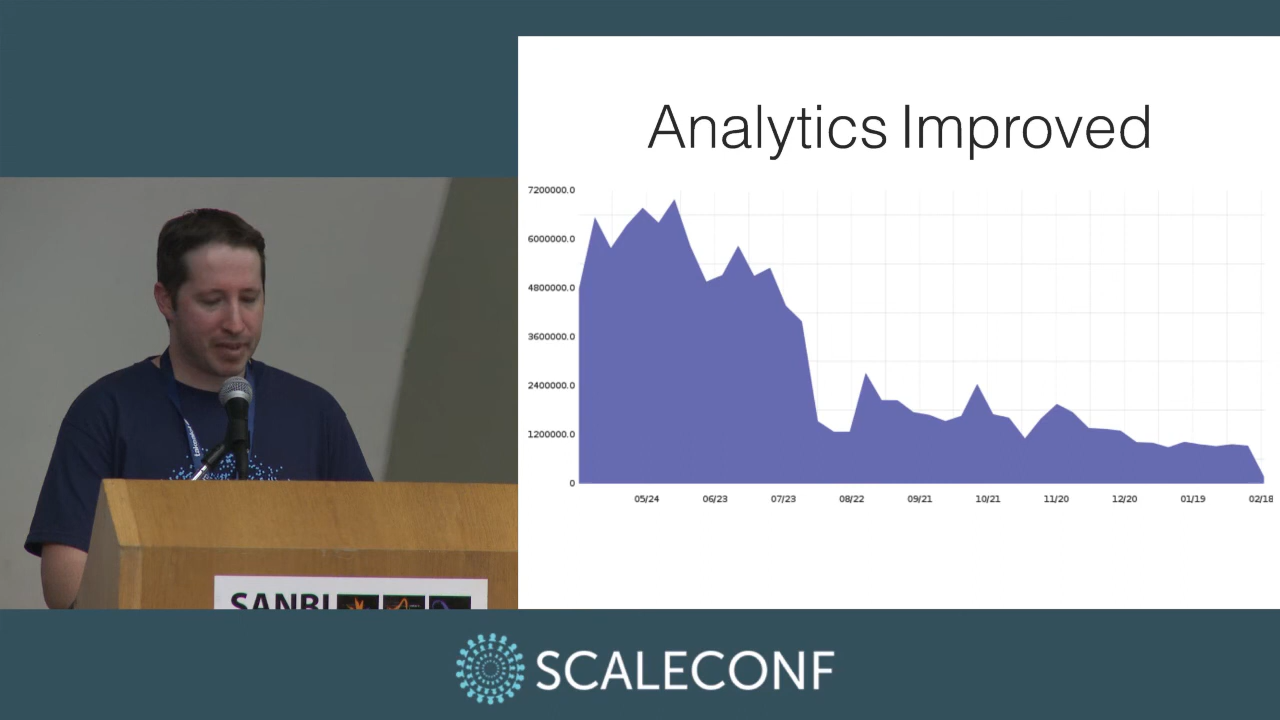 Analytics Improved
7200000.0
6000000.0
4800000.0
3600000.0
2400000.0
1200000.0
0
05/24 06/23 07/23 08/22 09/21 10/21 11/20 12/20 01/19 02/18
SANBI
SCALECONF